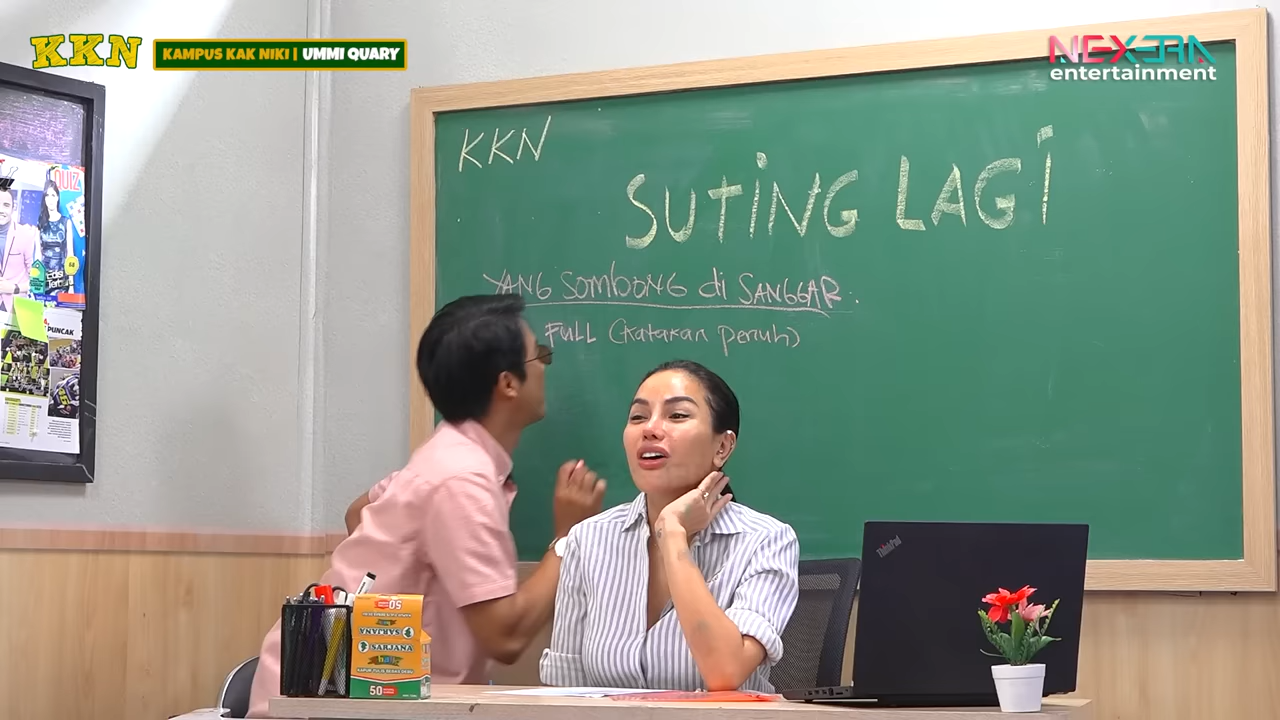 KKN
KAMPUS KAK NIKI | UMMI QUARY
NEXERA
entertainment
KKN
SUTING LAGI
YANG SOMBONG di SANGGAR.
FULL (Katakan penuh)
QUIZ
PUNCAK
ThinkPad
50
SARJANA
SARJANA
50